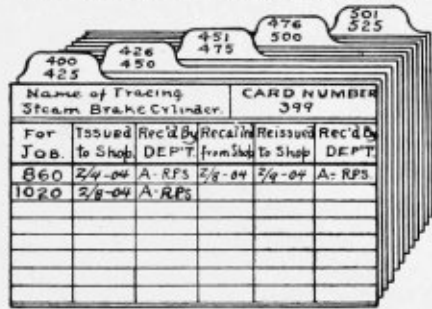 501
525
476
500
451
475
426
450
400
425
Name of Tracing
Steam Brake Cylinder.
CARD NUMBER
399
For Job. Issued to Shop. Rec'd By DEP'T. Recal'in from Shop Reissued to Shop. Rec'd By DEP'T.
860 2/4-04 A-RPS 2/8-04 2/9-04 A-RPS.
1020 2/8-04 A-RPS